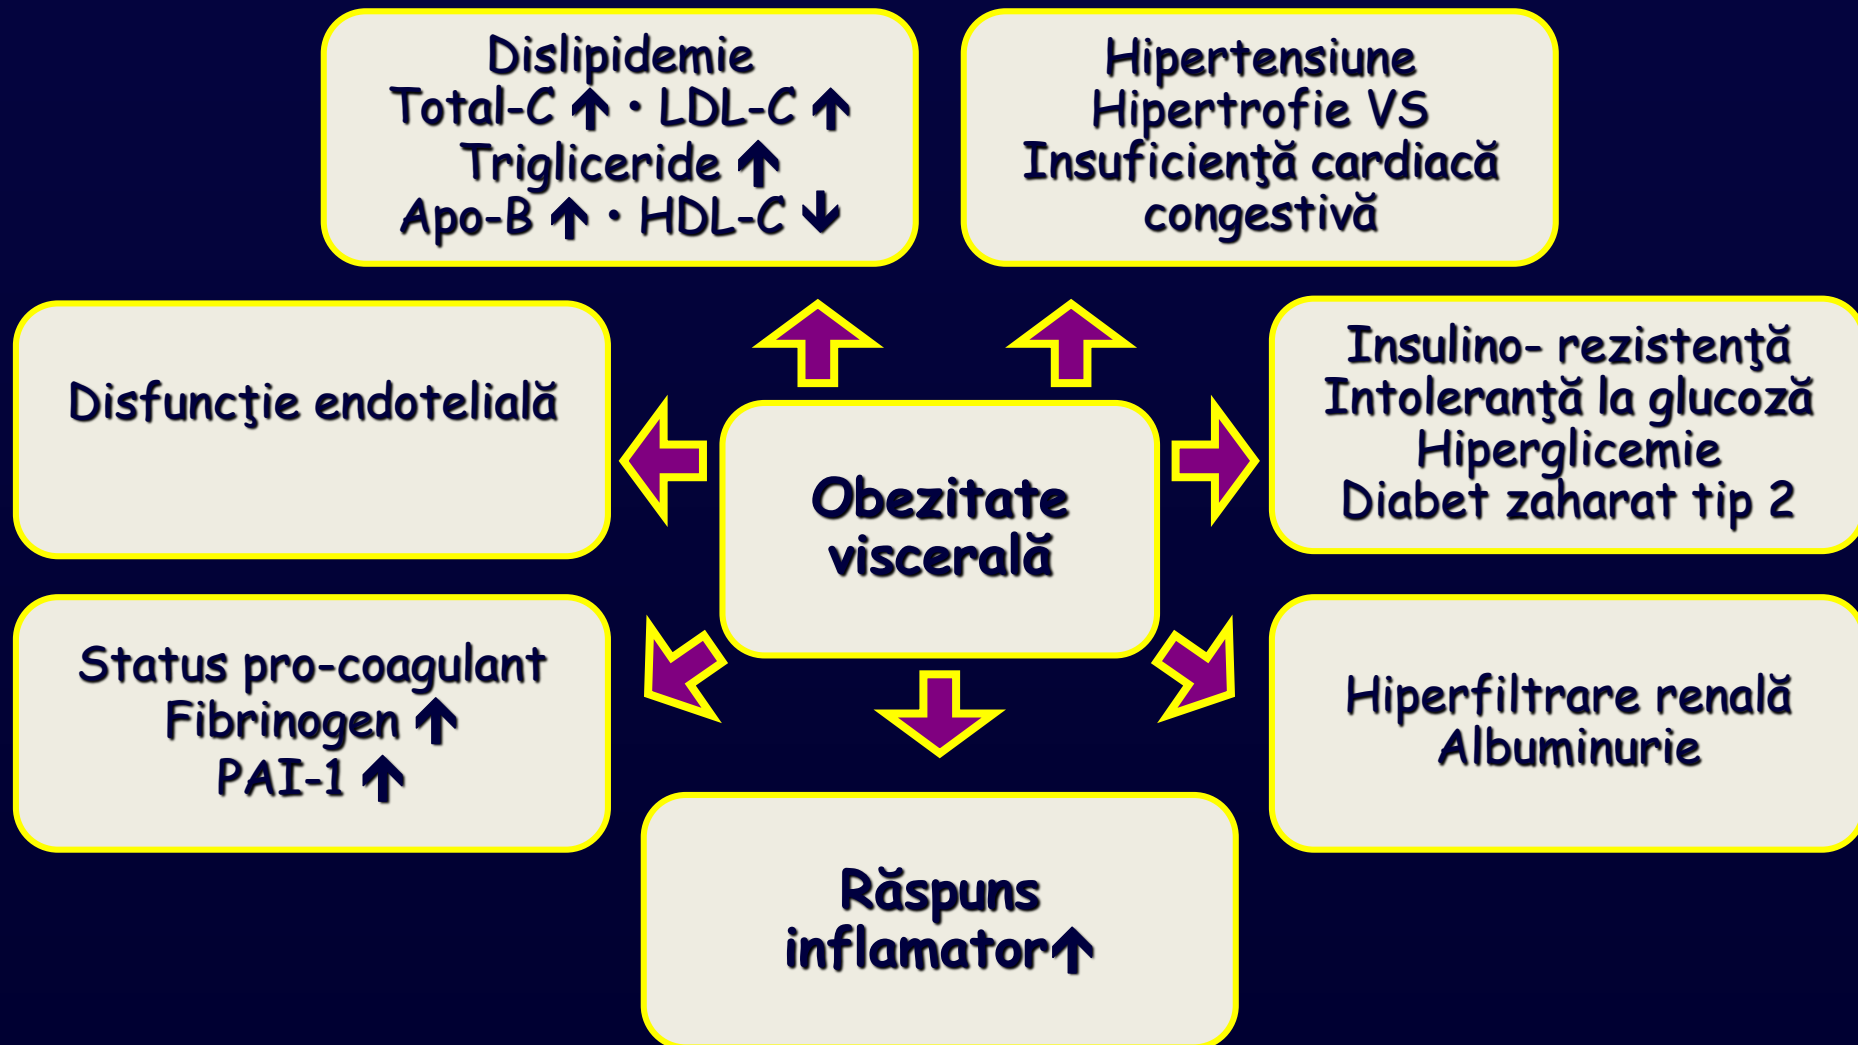 Dislipidemie
Total-C ↑ • LDL-C ↑
Trigliceride ↑
Apo-B ↑ • HDL-C ↓
Hipertensiune
Hipertrofie VS
Insuficienţă cardiacă
congestivă
Disfuncţie endotelială
Obezitate
viscerală
Insulino- rezistenţă
Intoleranţă la glucoză
Hiperglicemie
Diabet zaharat tip 2
Status pro-coagulant
Fibrinogen ↑
PAI-1 ↑
Hiperfiltrare renală
Albuminurie
Răspuns
inflamator↑